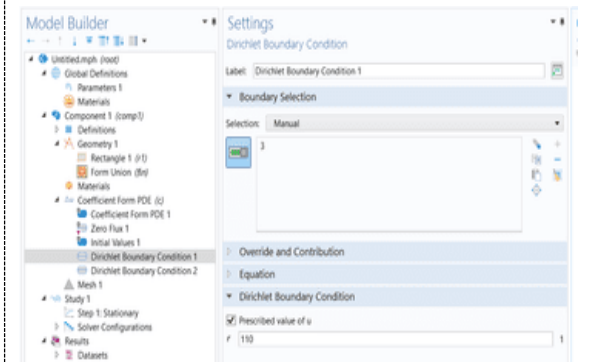 Model Builder
Untitled.mph (root)
Global Definitions
Parameters 1
Materials
Component 1 (comp1)
Definitions
Geometry 1
Rectangle 1 (r1)
Form Union (fin)
Materials
Coefficient Form PDE (c)
Coefficient Form PDE 1
Zero Flux 1
Initial Values 1
Dirichlet Boundary Condition 1
Dirichlet Boundary Condition 2
Mesh 1
Study 1
Step 1: Stationary
Solver Configurations
Results
Datasets
Settings
Dirichlet Boundary Condition
Label: Dirichlet Boundary Condition 1
Boundary Selection
Selection: Manual
3
Override and Contribution
Equation
Dirichlet Boundary Condition
Prescribed value of u
r 110 1